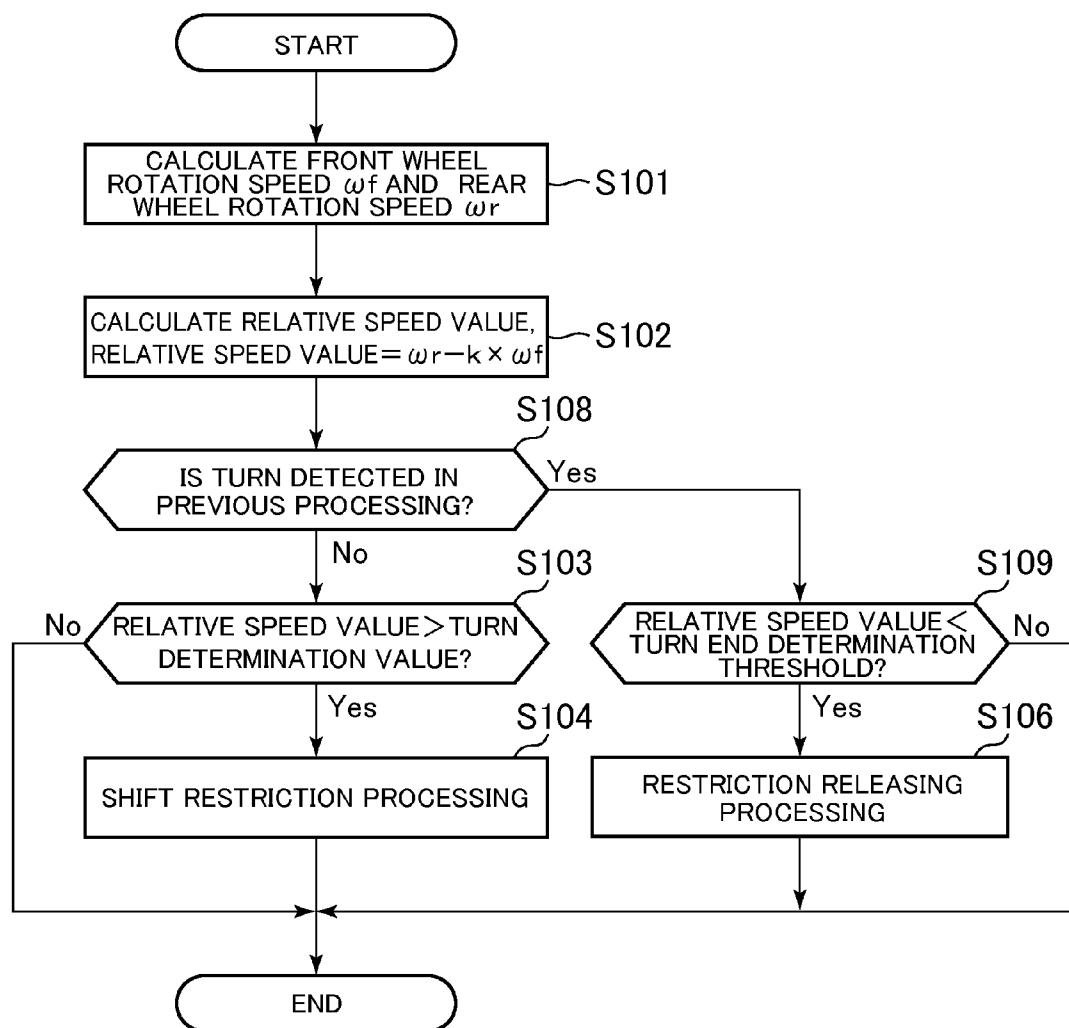 START
CALCULATE FRONT WHEEL
ROTATION SPEED ωf AND REAR
WHEEL ROTATION SPEED ωr
S101
CALCULATE RELATIVE SPEED VALUE,
RELATIVE SPEED VALUE=ωr−k×ωf
S102
S108
IS TURN DETECTED IN
PREVIOUS PROCESSING?
Yes
No
S103
No
RELATIVE SPEED VALUE>TURN
DETERMINATION VALUE?
Yes
S109
RELATIVE SPEED VALUE<
TURN END DETERMINATION
THRESHOLD?
No
Yes
S104
SHIFT RESTRICTION PROCESSING
S106
RESTRICTION RELEASING
PROCESSING
END